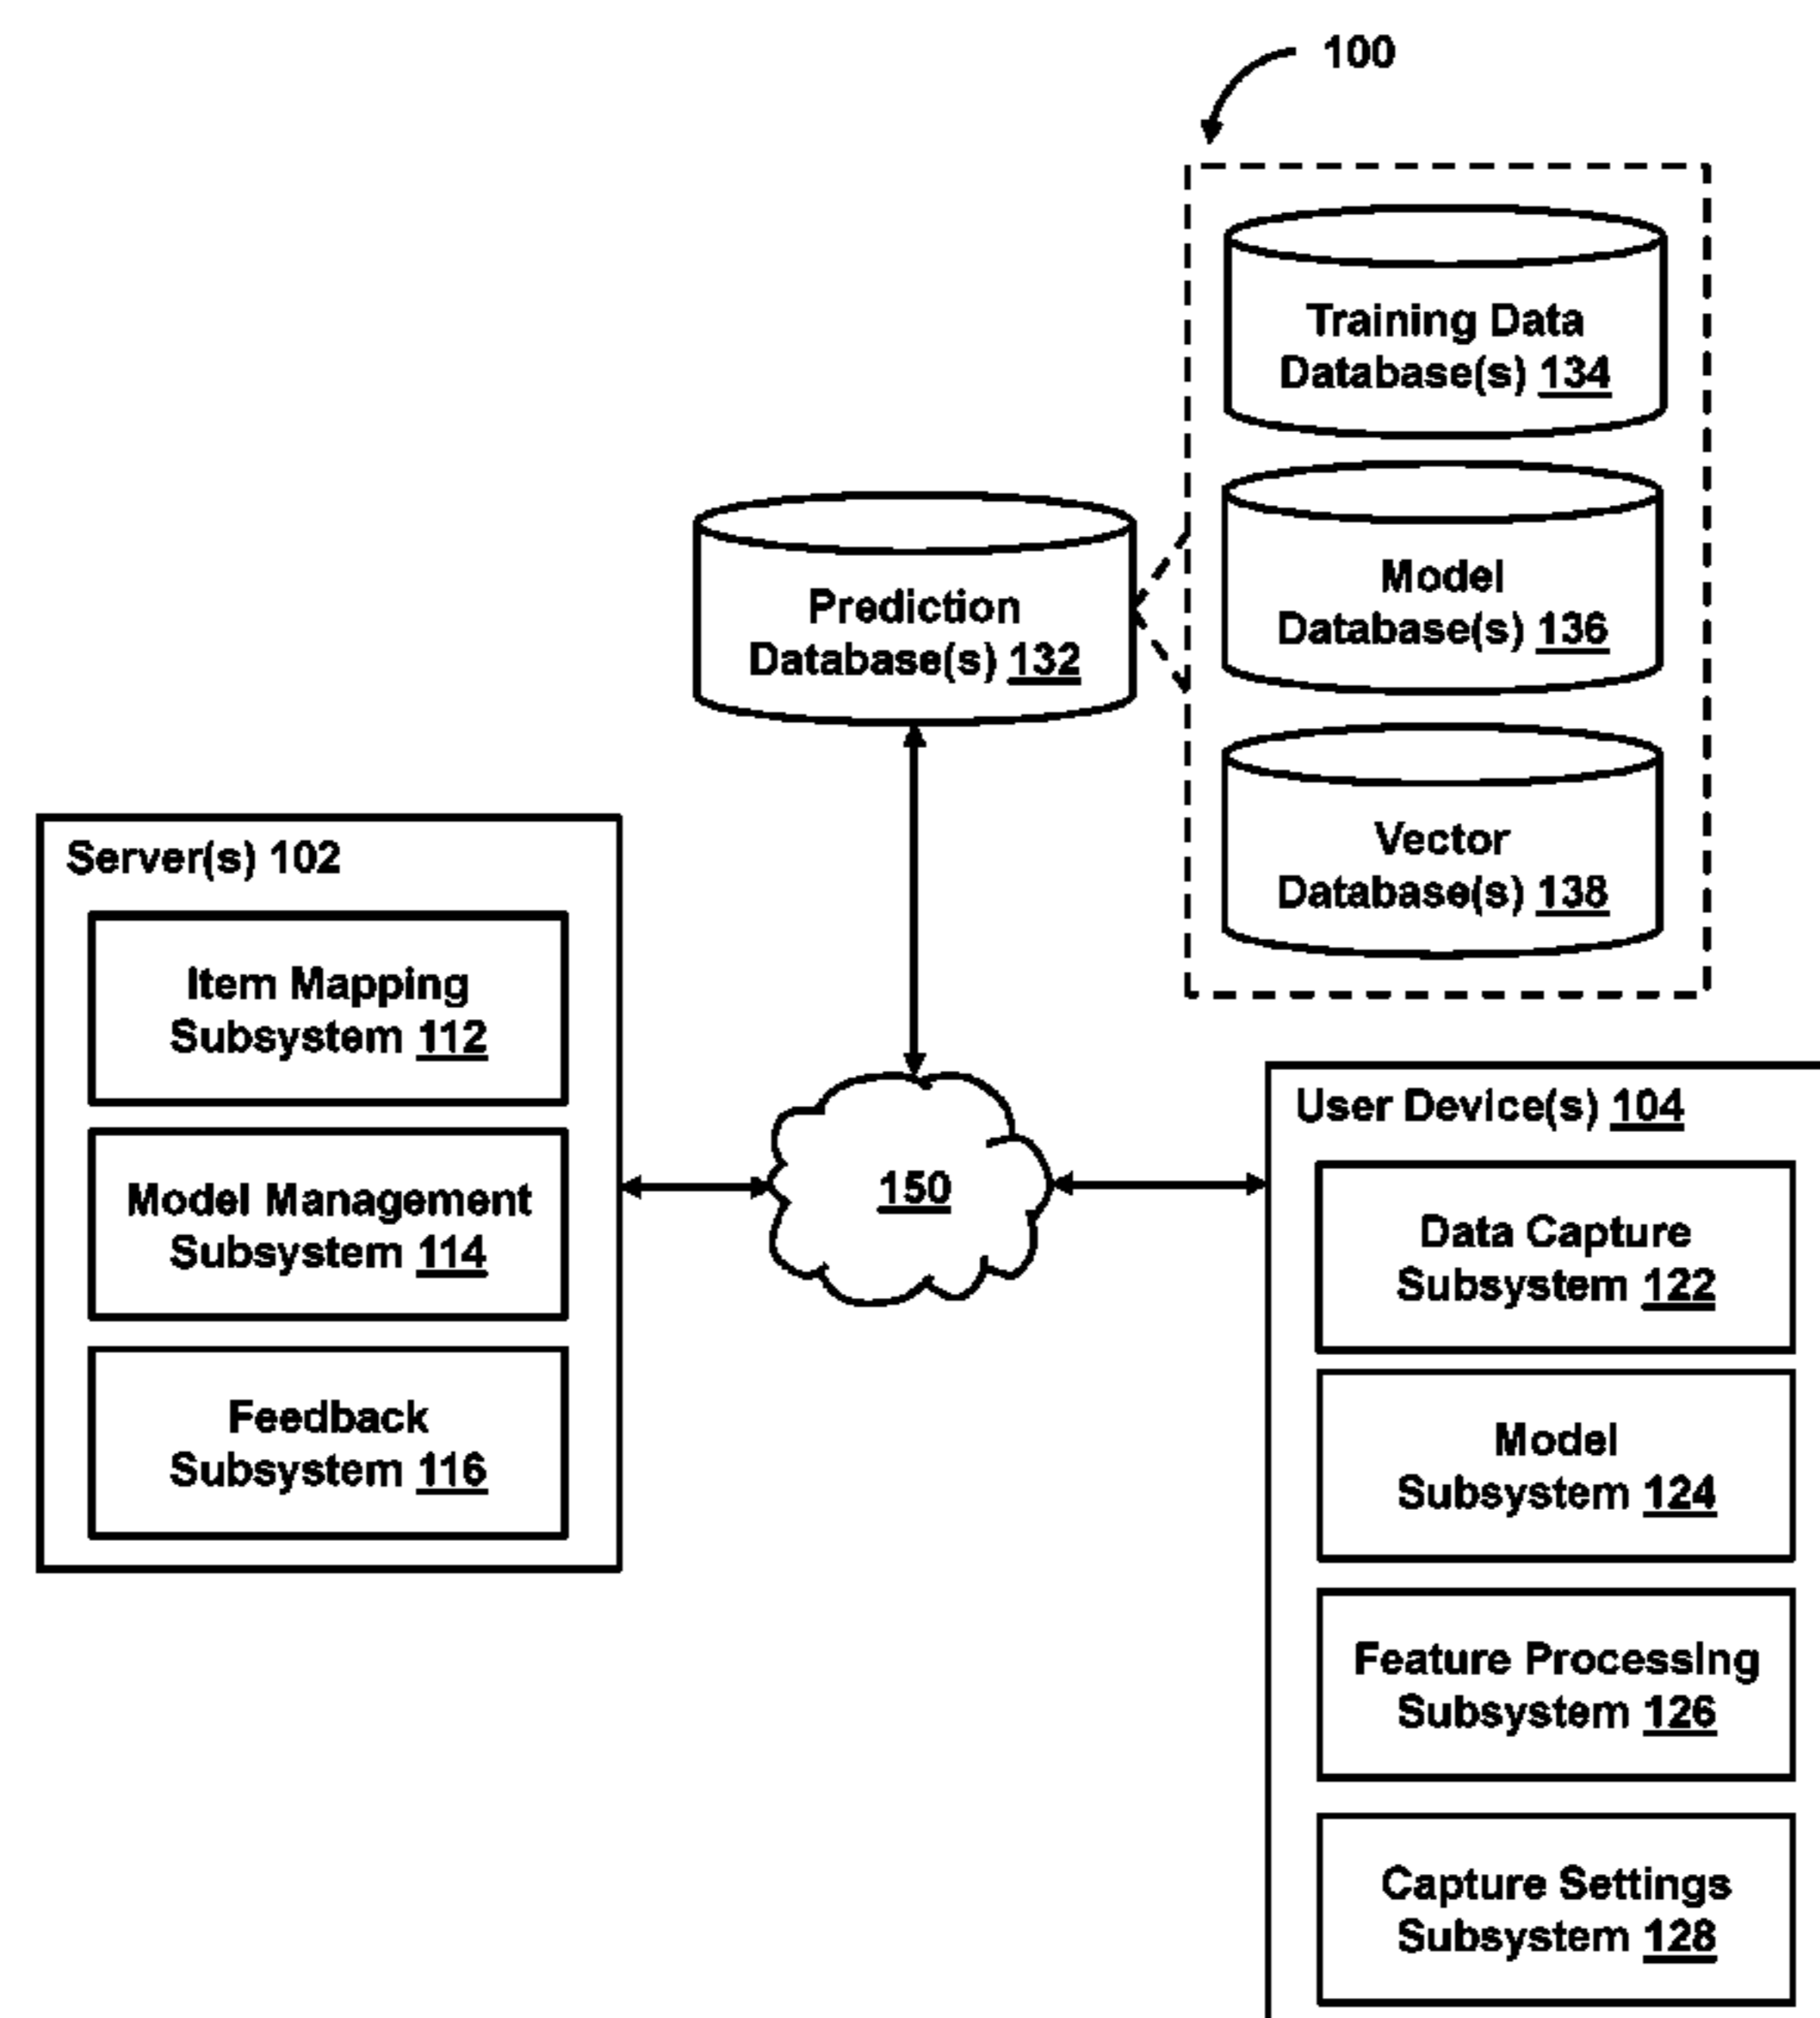 100
Training Data
Database(s) 134
Model
Database(s) 136
Vector
Database(s) 138
Prediction
Database(s) 132
Server(s) 102
Item Mapping
Subsystem 112
Model Management
Subsystem 114
Feedback
Subsystem 116
150
User Device(s) 104
Data Capture
Subsystem 122
Model
Subsystem 124
Feature Processing
Subsystem 126
Capture Settings
Subsystem 128